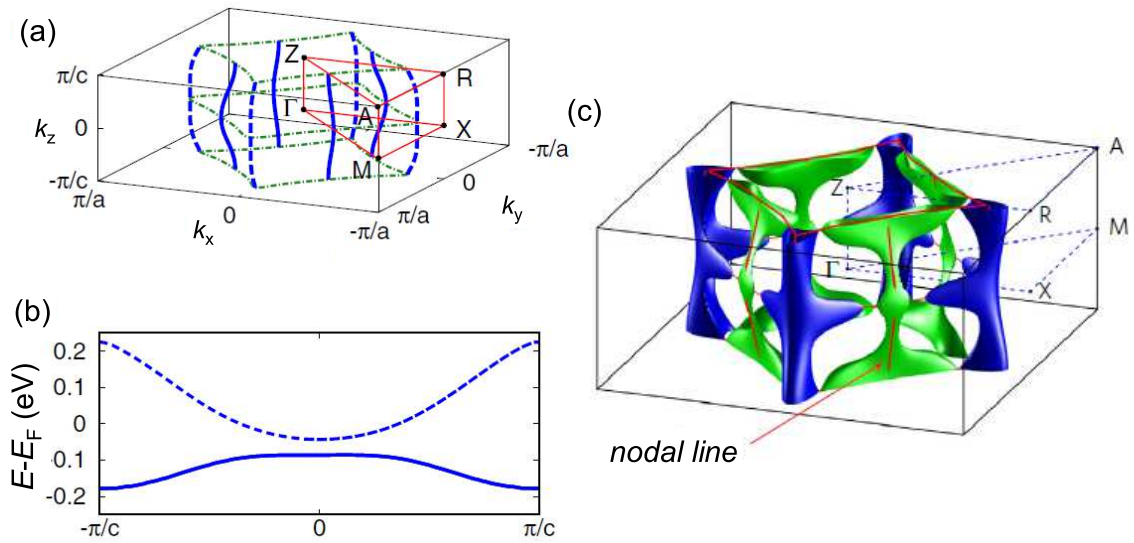 (a)
Z
R
π/c
Γ
A
X
k_z
0
M
-π/c
-π/a
π/a
0
k_x
0
π/a
k_y
-π/a
(b)
0.2
0.1
0
-0.1
-0.2
E-E_F (eV)
-π/c
0
π/c
(c)
A
Z
R
M
Γ
X
nodal line